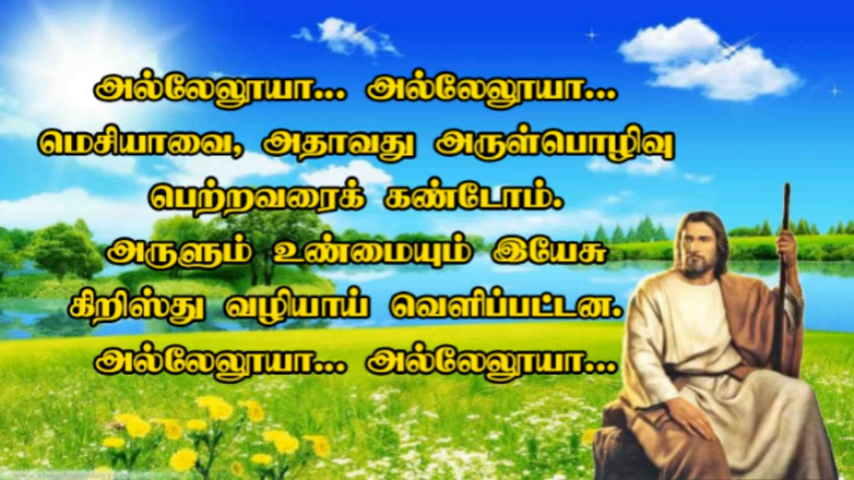 அல்லேலூயா... அல்லேலூயா...
மெசியாவை, அதாவது அருள்பொழிவு
பெற்றவரைக் கண்டோம்.
அருளும் உண்மையும் இயேசு
கிறிஸ்து வழியாய் வெளிப்பட்டன.
அல்லேலூயா... அல்லேலூயா...